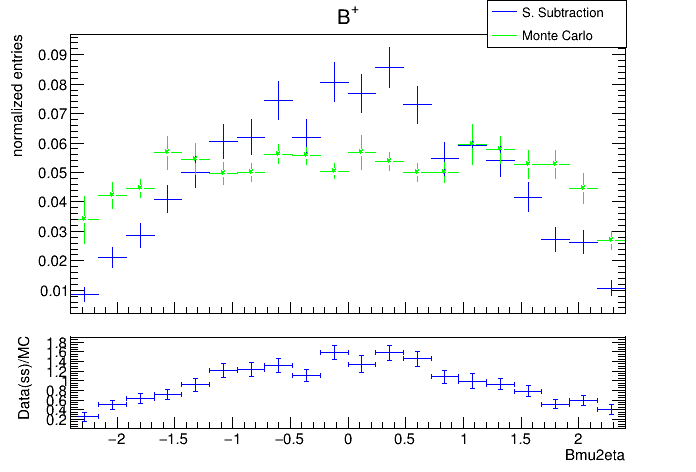 B+
S. Subtraction
Monte Carlo
normalized entries
0.09
0.08
0.07
0.06
0.05
0.04
0.03
0.02
0.01
Data(ss)/MC
1.8
1.6
1.4
1.2
1
0.8
0.6
0.4
0.2
−2 −1.5 −1 −0.5 0 0.5 1 1.5 2
Bmu2eta